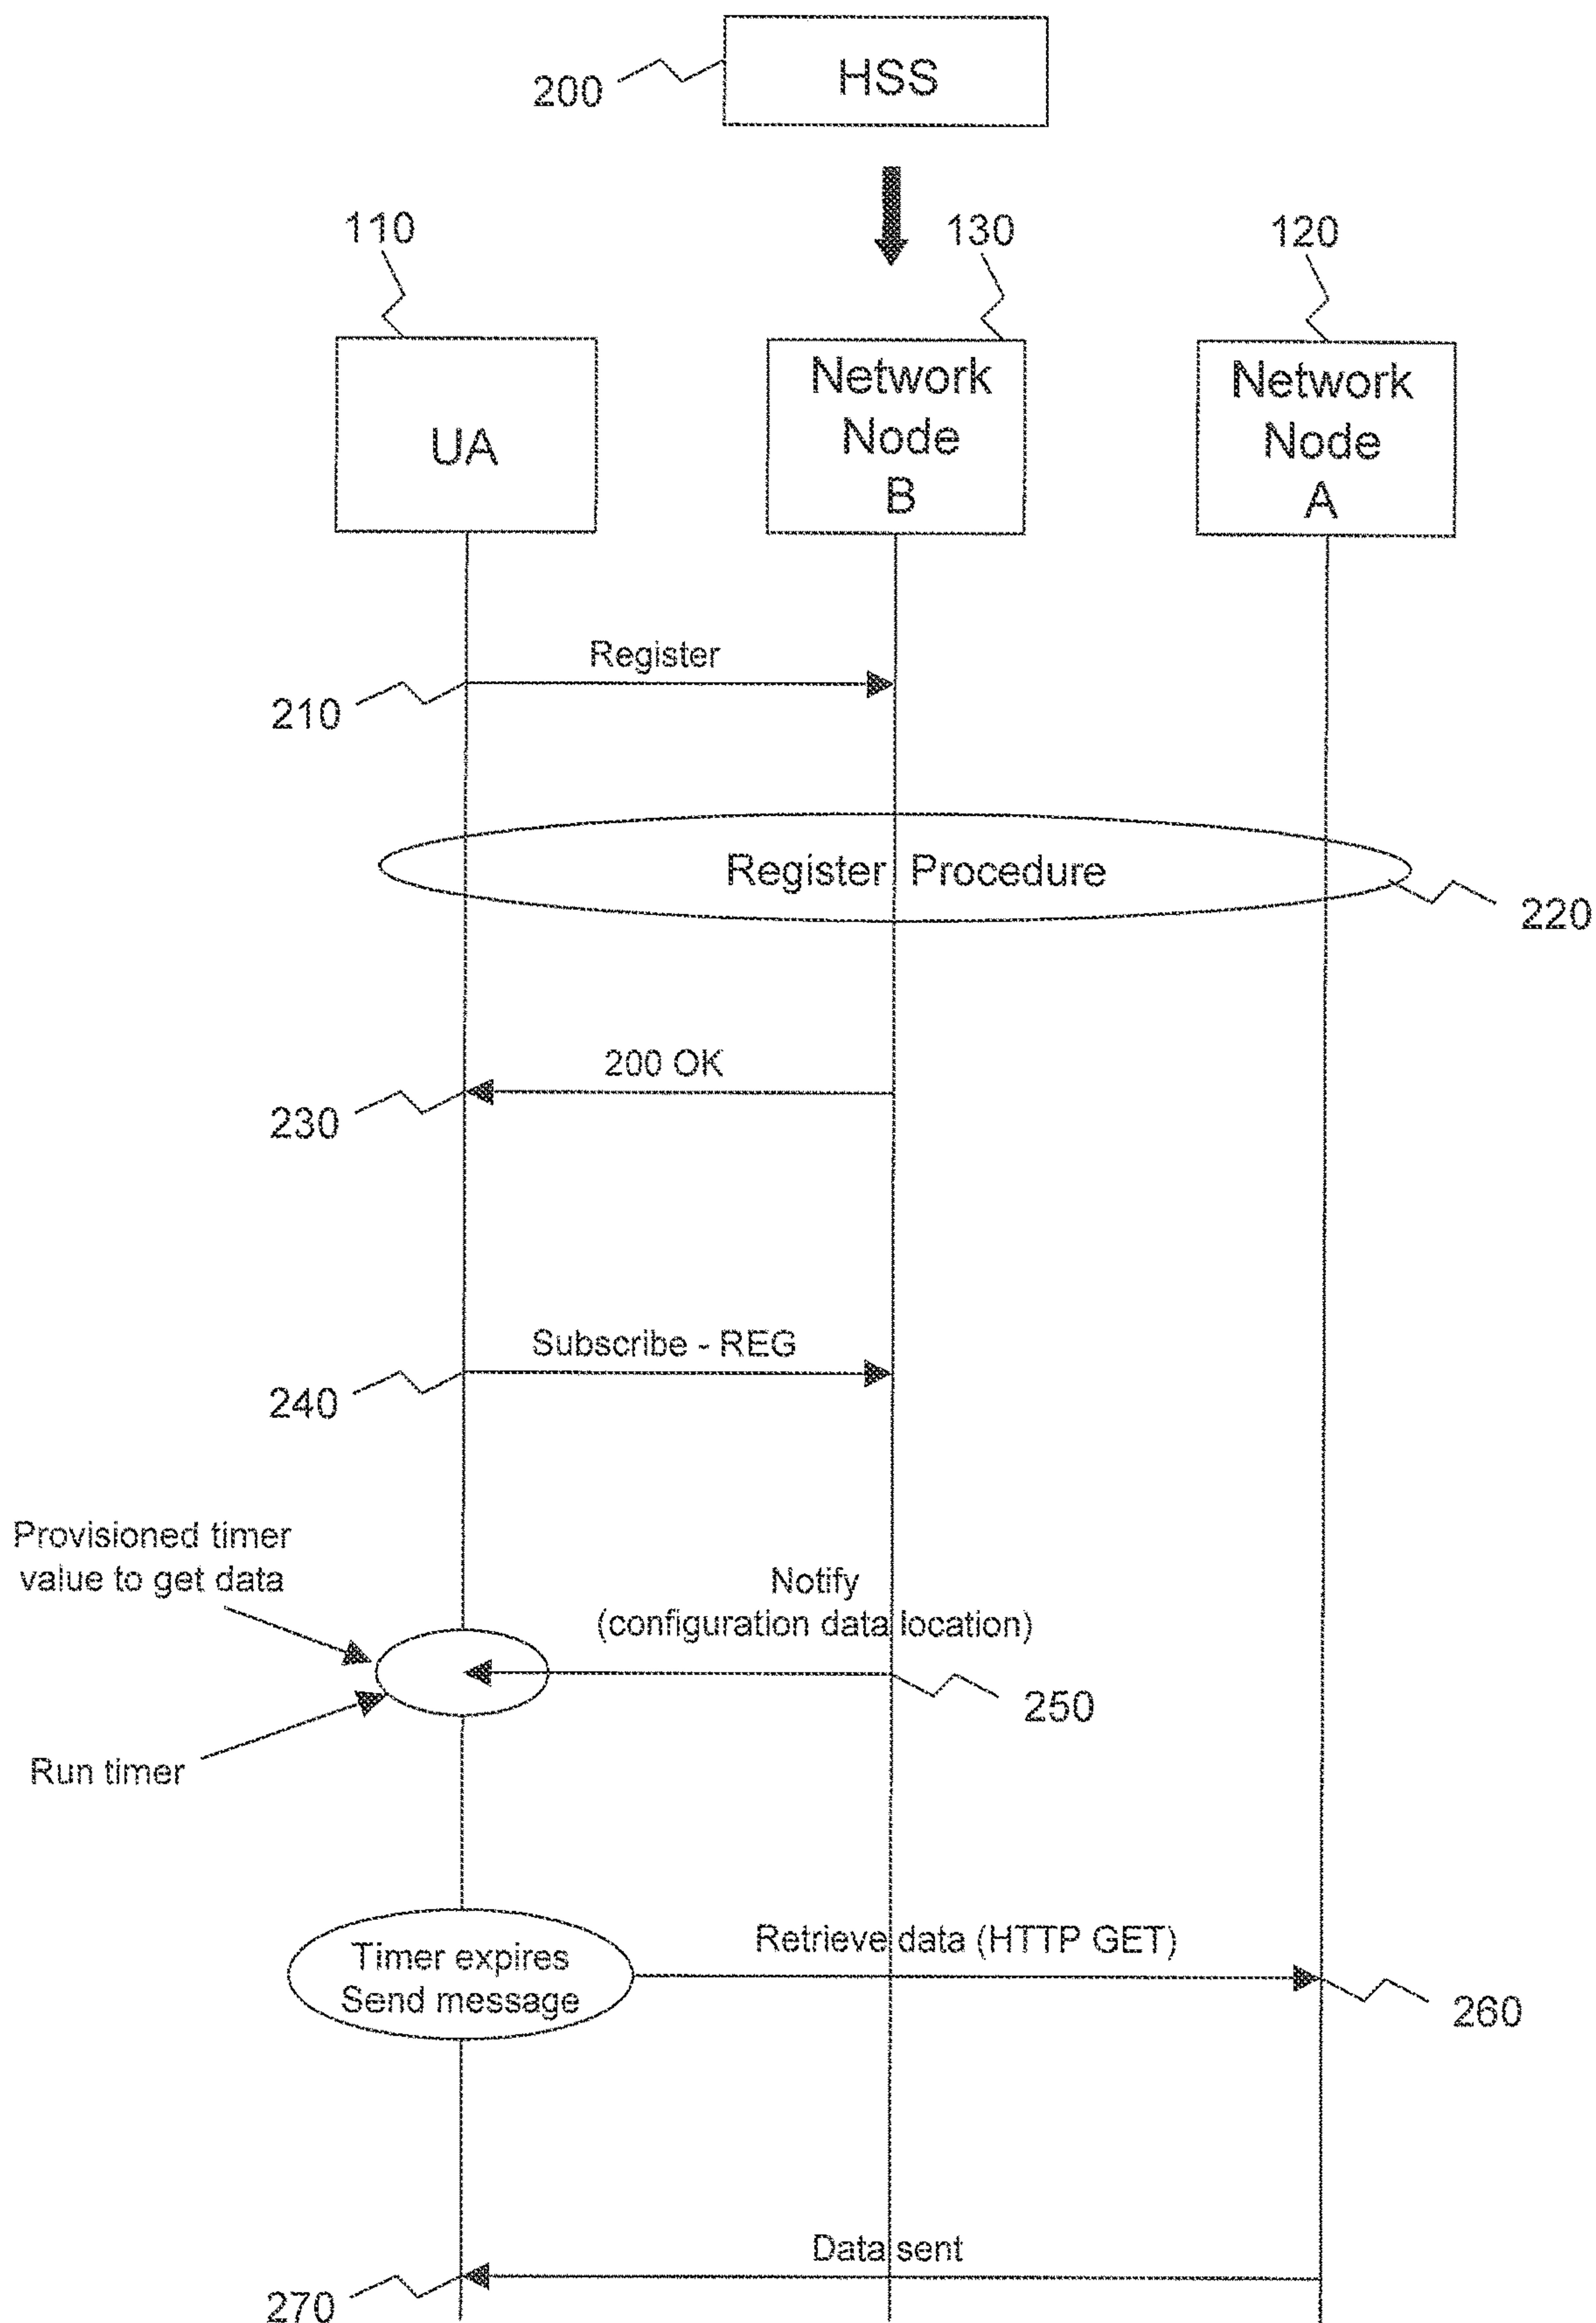 HSS
200
110
130
120
UA
Network
Node
B
Network
Node
A
Register
210
Register Procedure
220
200 OK
230
Subscribe - REG
240
Provisioned timer
value to get data
Notify
(configuration data location)
250
Run timer
Timer expires
Send message
Retrieve data (HTTP GET)
260
Data sent
270